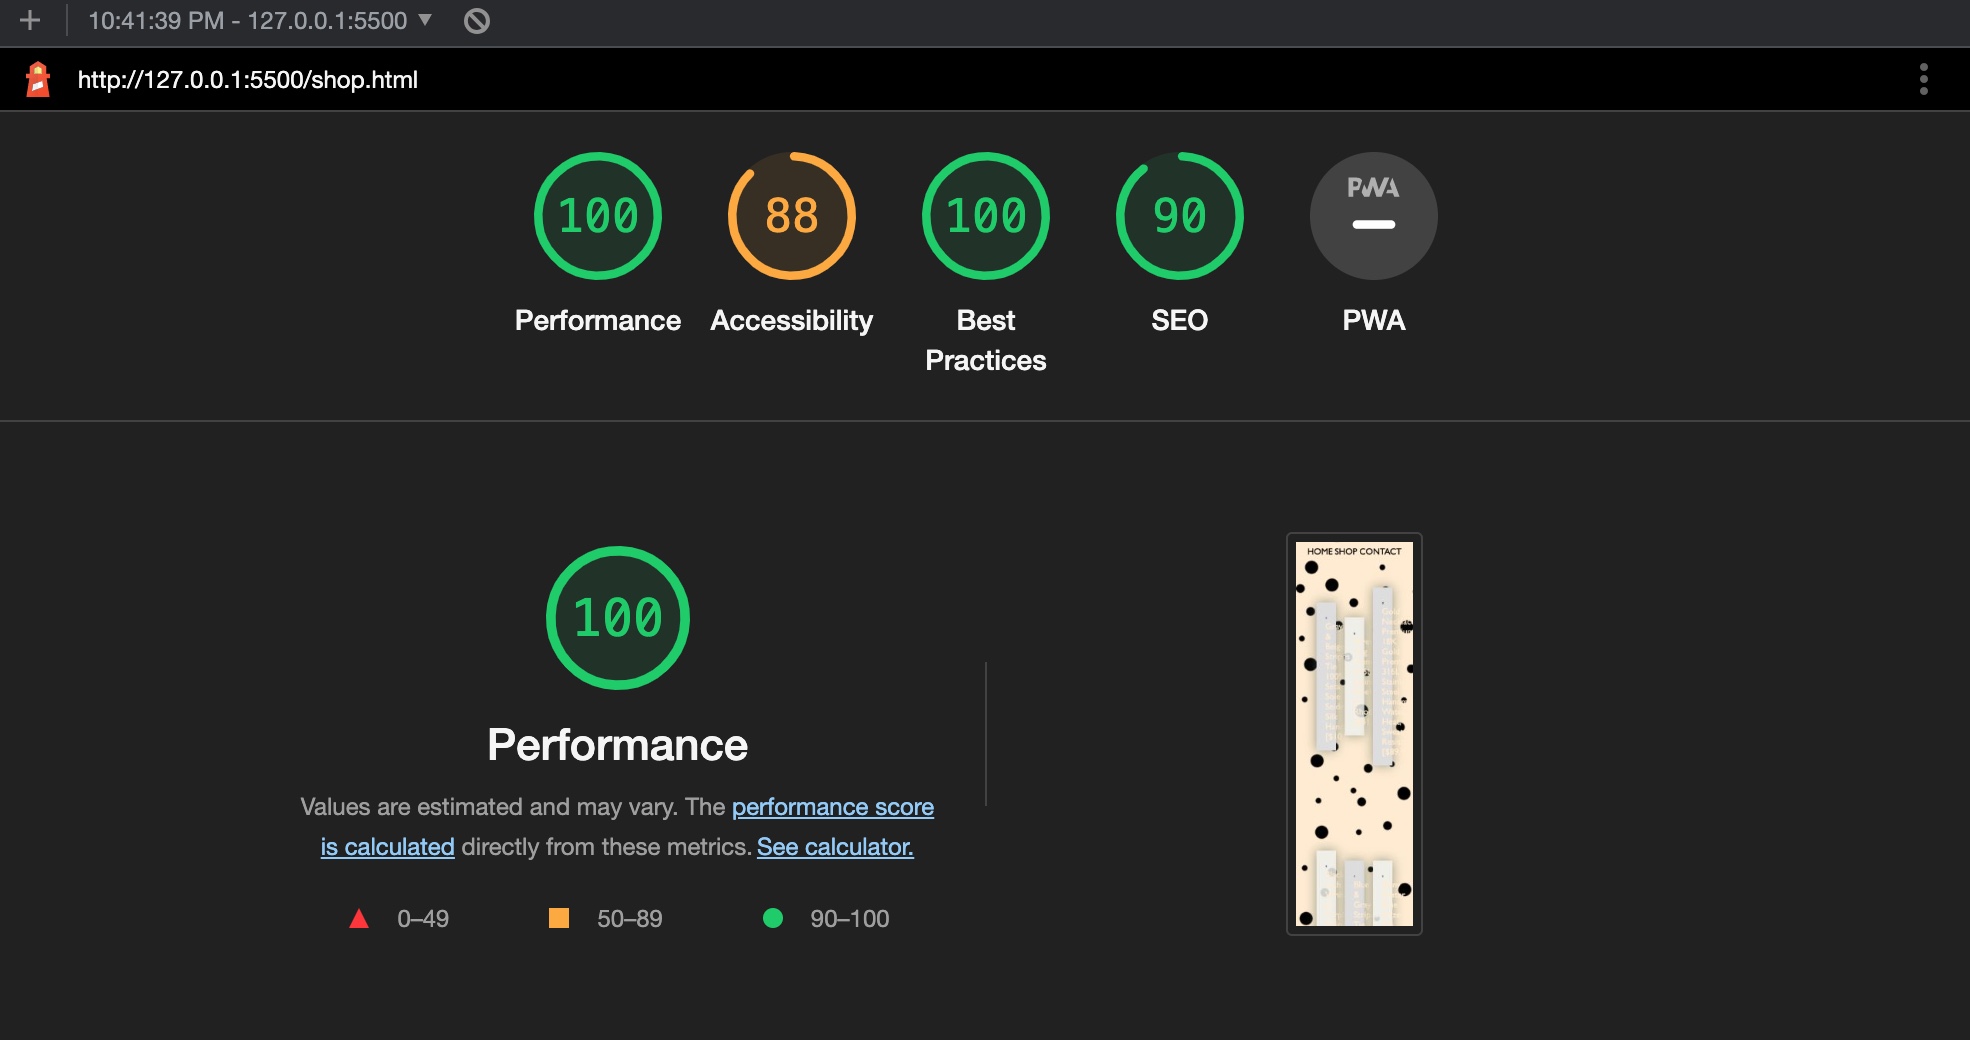 10:41:39 PM - 127.0.0.1:5500
http://127.0.0.1:5500/shop.html
100
88
100
90
PWA
Performance
Accessibility
Best
Practices
SEO
PWA
100
Performance
Values are estimated and may vary. The performance score
is calculated directly from these metrics. See calculator.
0–49
50–89
90–100
HOME SHOP CONTACT